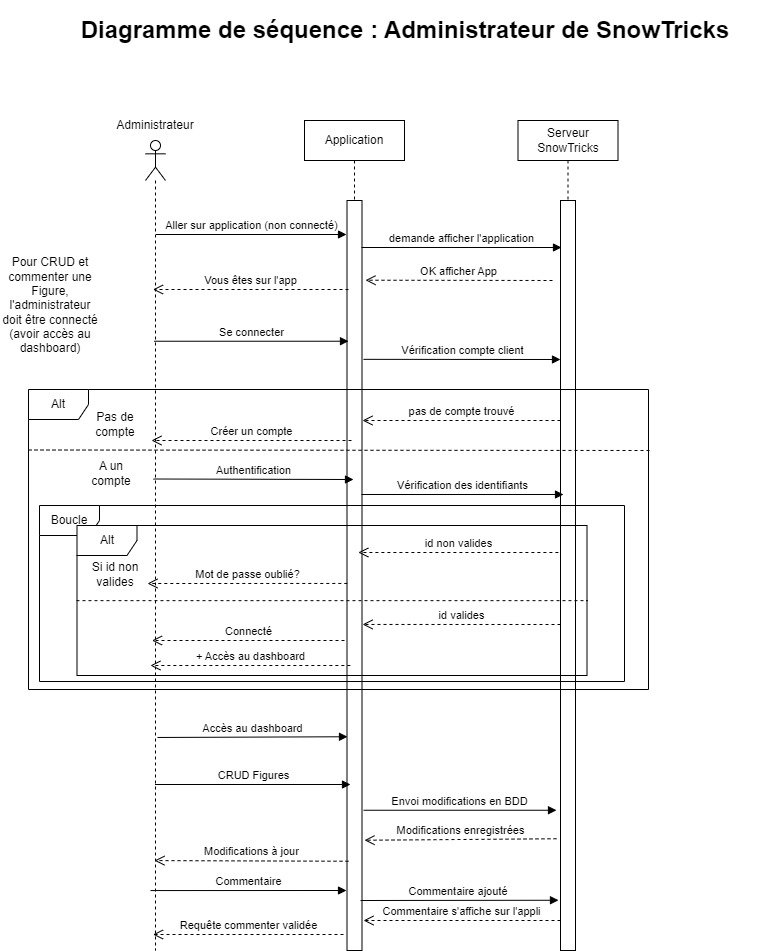 Diagramme de séquence : Administrateur de SnowTricks
Administrateur
Application
Serveur
SnowTricks
Aller sur application (non connecté)
demande afficher l'application
Pour CRUD et
commenter une
Figure,
l'administrateur
doit être connecté
(avoir accès au
dashboard)
OK afficher App
Vous êtes sur l'app
Se connecter
Vérification compte client
Alt
Pas de
compte
pas de compte trouvé
Créer un compte
A un
compte
Authentification
Vérification des identifiants
Boucle
Alt
id non valides
Si id non
valides
Mot de passe oublié?
id valides
Connecté
+ Accès au dashboard
Accès au dashboard
CRUD Figures
Envoi modifications en BDD
Modifications enregistrées
Modifications à jour
Commentaire
Commentaire ajouté
Commentaire s'affiche sur l'appli
Requête commenter validée